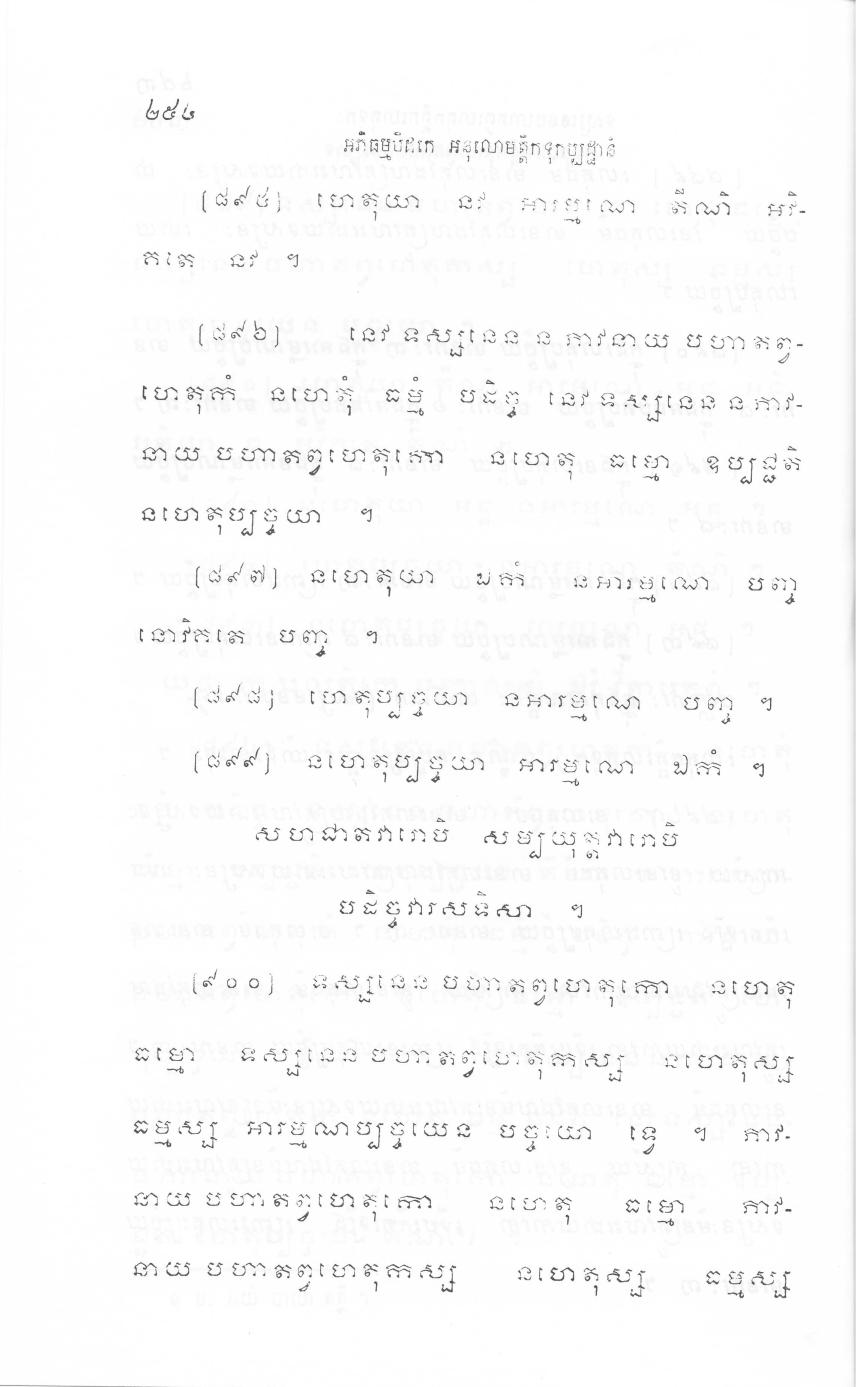 ២៥៤
អភិធម្មបិដកេ អនុលោមត្តិកទុកប្បដ្ឋានំ
[៨៩៥] ហេតុយា នវ អារម្មណេ តីណិ អវិ-
គតេ នវ ។
[៨៩៦] នេវ ទស្សនេន ន ភាវនាយ បហាតព្វ-
ហេតុកំ នហេតុំ ធម្មំ បដិច្ច នេវ ទស្សនេន ន ភាវ-
នាយ បហាតព្វហេតុកោ នហេតុ ធម្មោ ឧប្បជ្ជតិ
នហេតុប្បច្ចយា ។
[៨៩៧] នហេតុយា ឯកំ នអារម្មណេ បញ្ច
នោវិគតេ បញ្ច ។
[៨៩៨] ហេតុប្បច្ចយា នអារម្មណេ បញ្ច ។
[៨៩៩] នហេតុប្បច្ចយា អារម្មណេ ឯកំ ។
សហជាតវារោបិ សម្បយុត្តវារោបិ
បដិច្ចវារសទិសា ។
[៩០០] ទស្សនេន បហាតព្វហេតុកោ នហេតុ
ធម្មោ ទស្សនេន បហាតព្វហេតុកស្ស នហេតុស្ស
ធម្មស្ស អារម្មណប្បច្ចយេន បច្ចយោ ទ្វេ ។ ភាវ-
នាយ បហាតព្វហេតុកោ នហេតុ ធម្មោ ភាវ-
នាយ បហាតព្វហេតុកស្ស នហេតុស្ស ធម្មស្ស